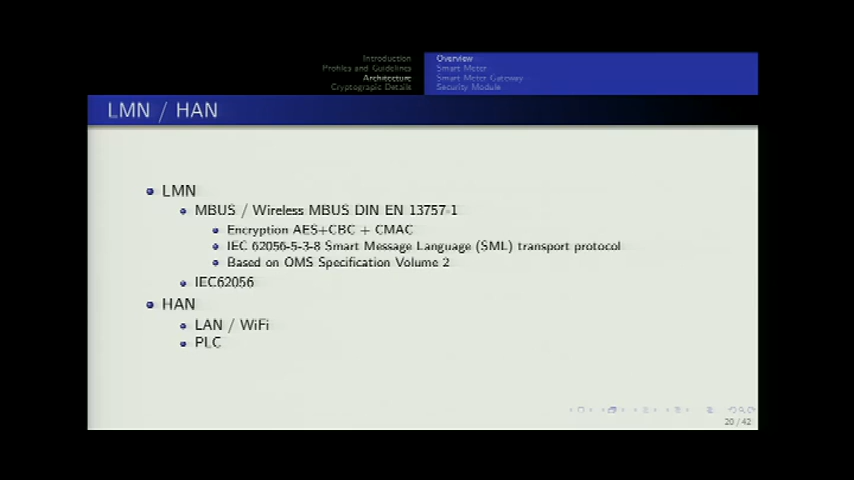 Introduction
Profiles and Guidelines
Architecture
Cryptograpic Details
Overview
Smart Meter
Smart Meter Gateway
Security Module
LMN / HAN
LMN
MBUS / Wireless MBUS DIN EN 13757-1
Encryption AES+CBC + CMAC
IEC 62056-5-3-8 Smart Message Language (SML) transport protocol
Based on OMS Specification Volume 2
IEC62056
HAN
LAN / WiFi
PLC
20 / 42